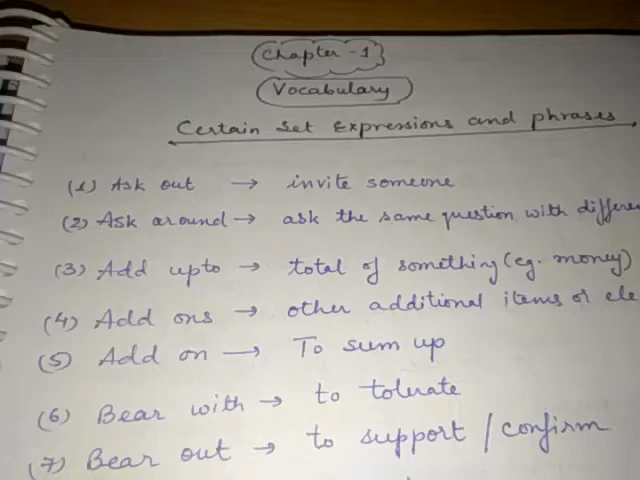 Chapter - 1
Vocabulary
Certain set expressions and phrases
(1) Ask out → invite someone
(2) Ask around → ask the same question with
(3) Add upto → total of something (eg. money)
(4) Add ons → other additional items or
(5) Add on → To sum up
(6) Bear with → to tolerate
(7) Bear out → to support / confirm